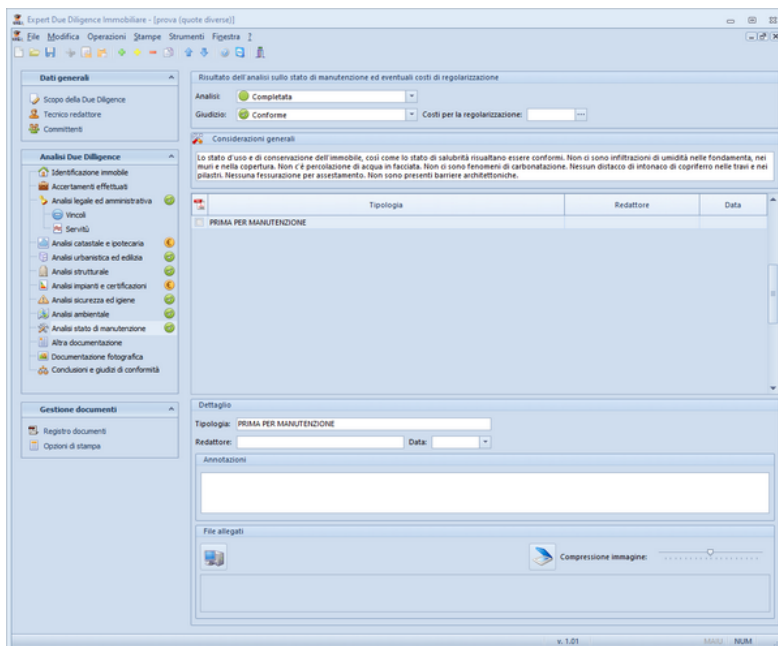 Expert Due Diligence Immobiliare - [prova (quote diverse)]
File Modifica Operazioni Stampe Strumenti Finestra ?
Dati generali
Scopo della Due Diligence
Tecnico redattore
Committenti
Analisi Due Dilligence
Identificazione immobile
Accertamenti effettuati
Analisi legale ed amministrativa
Vincoli
Servitù
Analisi catastale e ipotecaria
Analisi urbanistica ed edilizia
Analisi strutturale
Analisi impianti e certificazioni
Analisi sicurezza ed igiene
Analisi ambientale
Analisi stato di manutenzione
Altra documentazione
Documentazione fotografica
Conclusioni e giudizi di conformità
Gestione documenti
Registro documenti
Opzioni di stampa
Risultato dell'analisi sullo stato di manutenzione ed eventuali costi di regolarizzazione
Analisi: Completata
Giudizio: Conforme Costi per la regolarizzazione:
Considerazioni generali
Lo stato d'uso e di conservazione dell'immobile, così come lo stato di salubrità risualtano essere conformi. Non ci sono infiltrazioni di umidità nelle fondamenta, nei
muri e nella copertura. Non c'è percolazione di acqua in facciata. Non ci sono fenomeni di carbonatazione. Nessun distacco di intonaco di copriferro nelle travi e nei
pilastri. Nessuna fessurazione per assestamento. Non sono presenti barriere architettoniche.
Tipologia Redattore Data
PRIMA PER MANUTENZIONE
Dettaglio
Tipologia: PRIMA PER MANUTENZIONE
Redattore: Data:
Annotazioni
File allegati
Compressione immagine:
v. 1.01 MAIU NUM